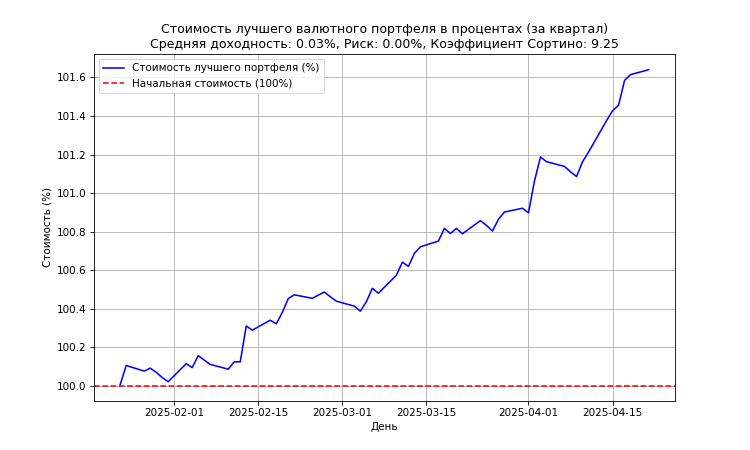 Стоимость лучшего валютного портфеля в процентах (за квартал)
Средняя доходность: 0.03%, Риск: 0.00%, Коэффициент Сортино: 9.25
Стоимость лучшего портфеля (%)
Начальная стоимость (100%)
Стоимость (%)
101.6
101.4
101.2
101.0
100.8
100.6
100.4
100.2
100.0
2025-02-01
2025-02-15
2025-03-01
2025-03-15
2025-04-01
2025-04-15
День